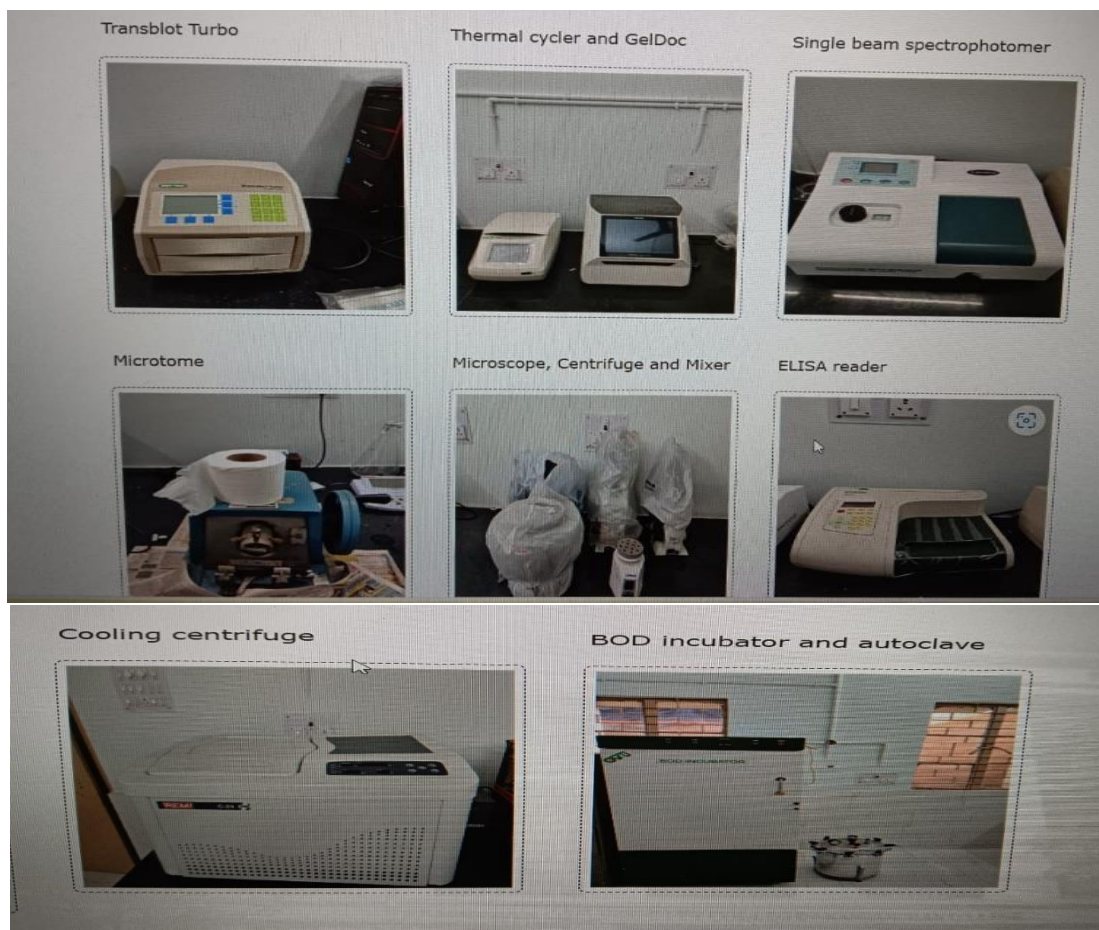 Transblot Turbo
Thermal cycler and GelDoc
Single beam spectrophotomer
Microtome
Microscope, Centrifuge and Mixer
ELISA reader
Cooling centrifuge
BOD incubator and autoclave
REMI
BOD INCUBATOR